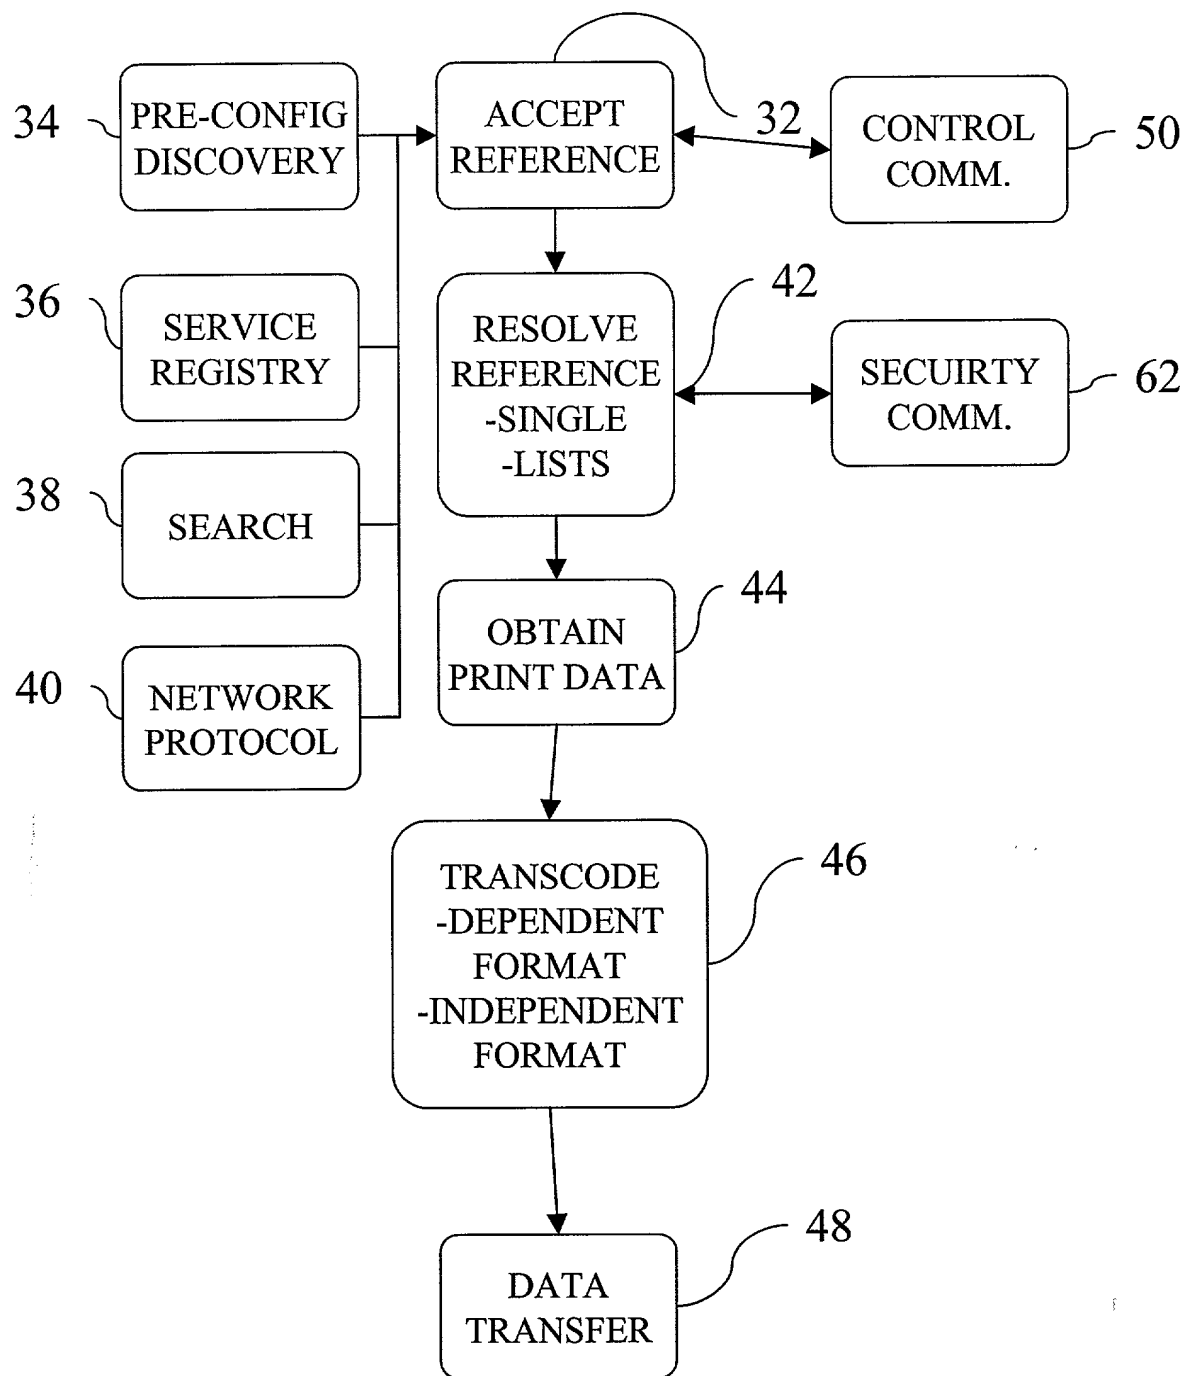 34
PRE-CONFIG
DISCOVERY
ACCEPT
REFERENCE
32
CONTROL
COMM.
50
36
SERVICE
REGISTRY
RESOLVE
REFERENCE
-SINGLE
-LISTS
42
SECUIRTY
COMM.
62
38
SEARCH
40
NETWORK
PROTOCOL
OBTAIN
PRINT DATA
44
TRANSCODE
-DEPENDENT
FORMAT
-INDEPENDENT
FORMAT
46
DATA
TRANSFER
48